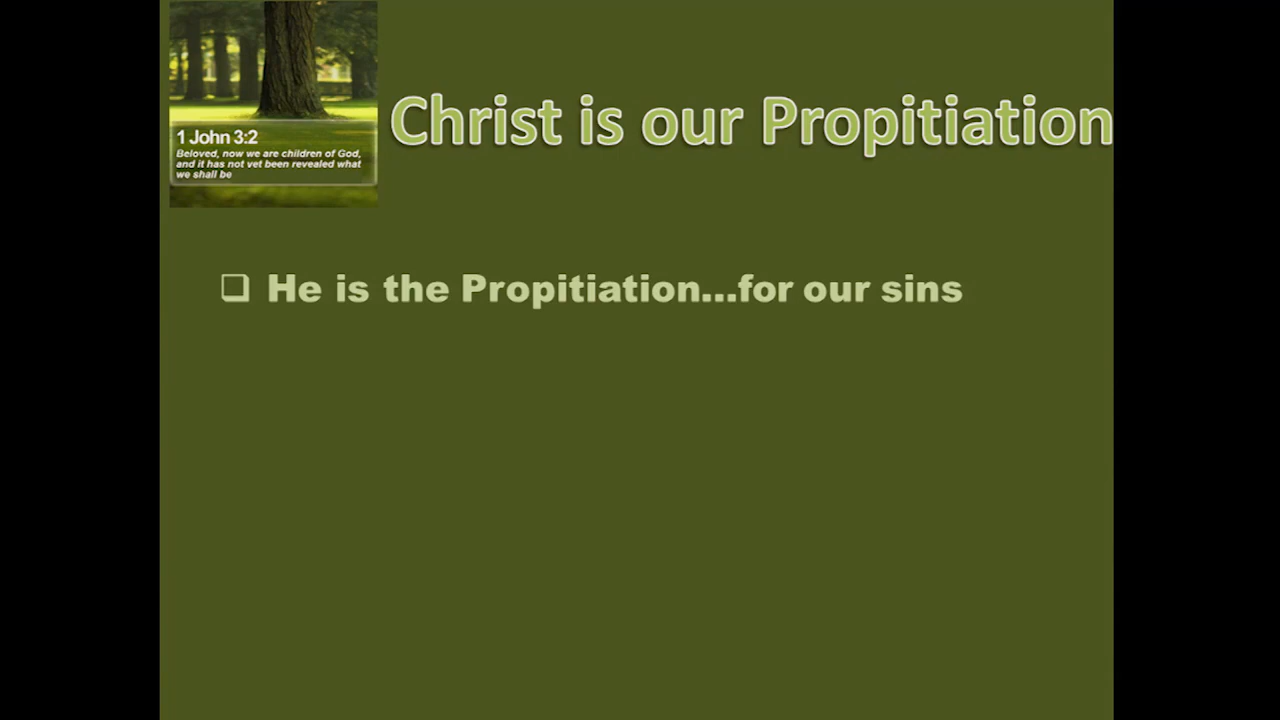 Christ is our Propitiation
1 John 3:2
Beloved, now we are children of God,
and it has not yet been revealed what
we shall be
He is the Propitiation...for our sins